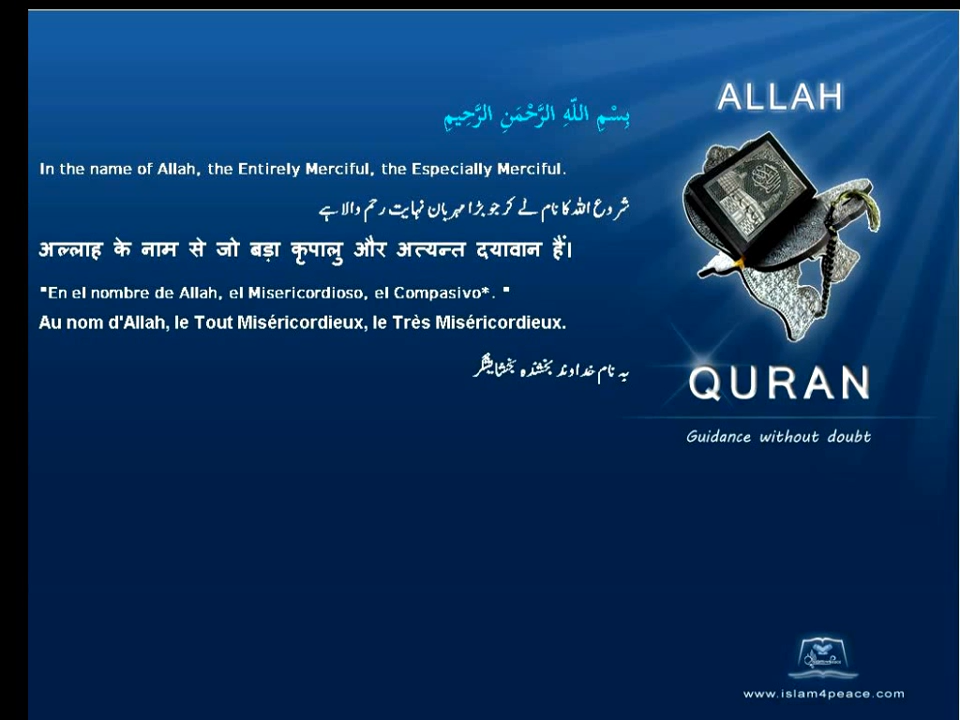 بِسْمِ اللّهِ الرَّحْمَنِ الرَّحِيمِ
In the name of Allah, the Entirely Merciful, the Especially Merciful.
شروع اللہ کا نام لے کر جو بڑا مہربان نہایت رحم والا ہے
अल्लाह के नाम से जो बड़ा कृपालु और अत्यन्त दयावान हैं।
"En el nombre de Allah, el Misericordioso, el Compasivo*. "
Au nom d'Allah, le Tout Miséricordieux, le Très Miséricordieux.
به نام خداوند بخشنده بخشایشگر
ALLAH
QURAN
Guidance without doubt
www.islam4peace.com